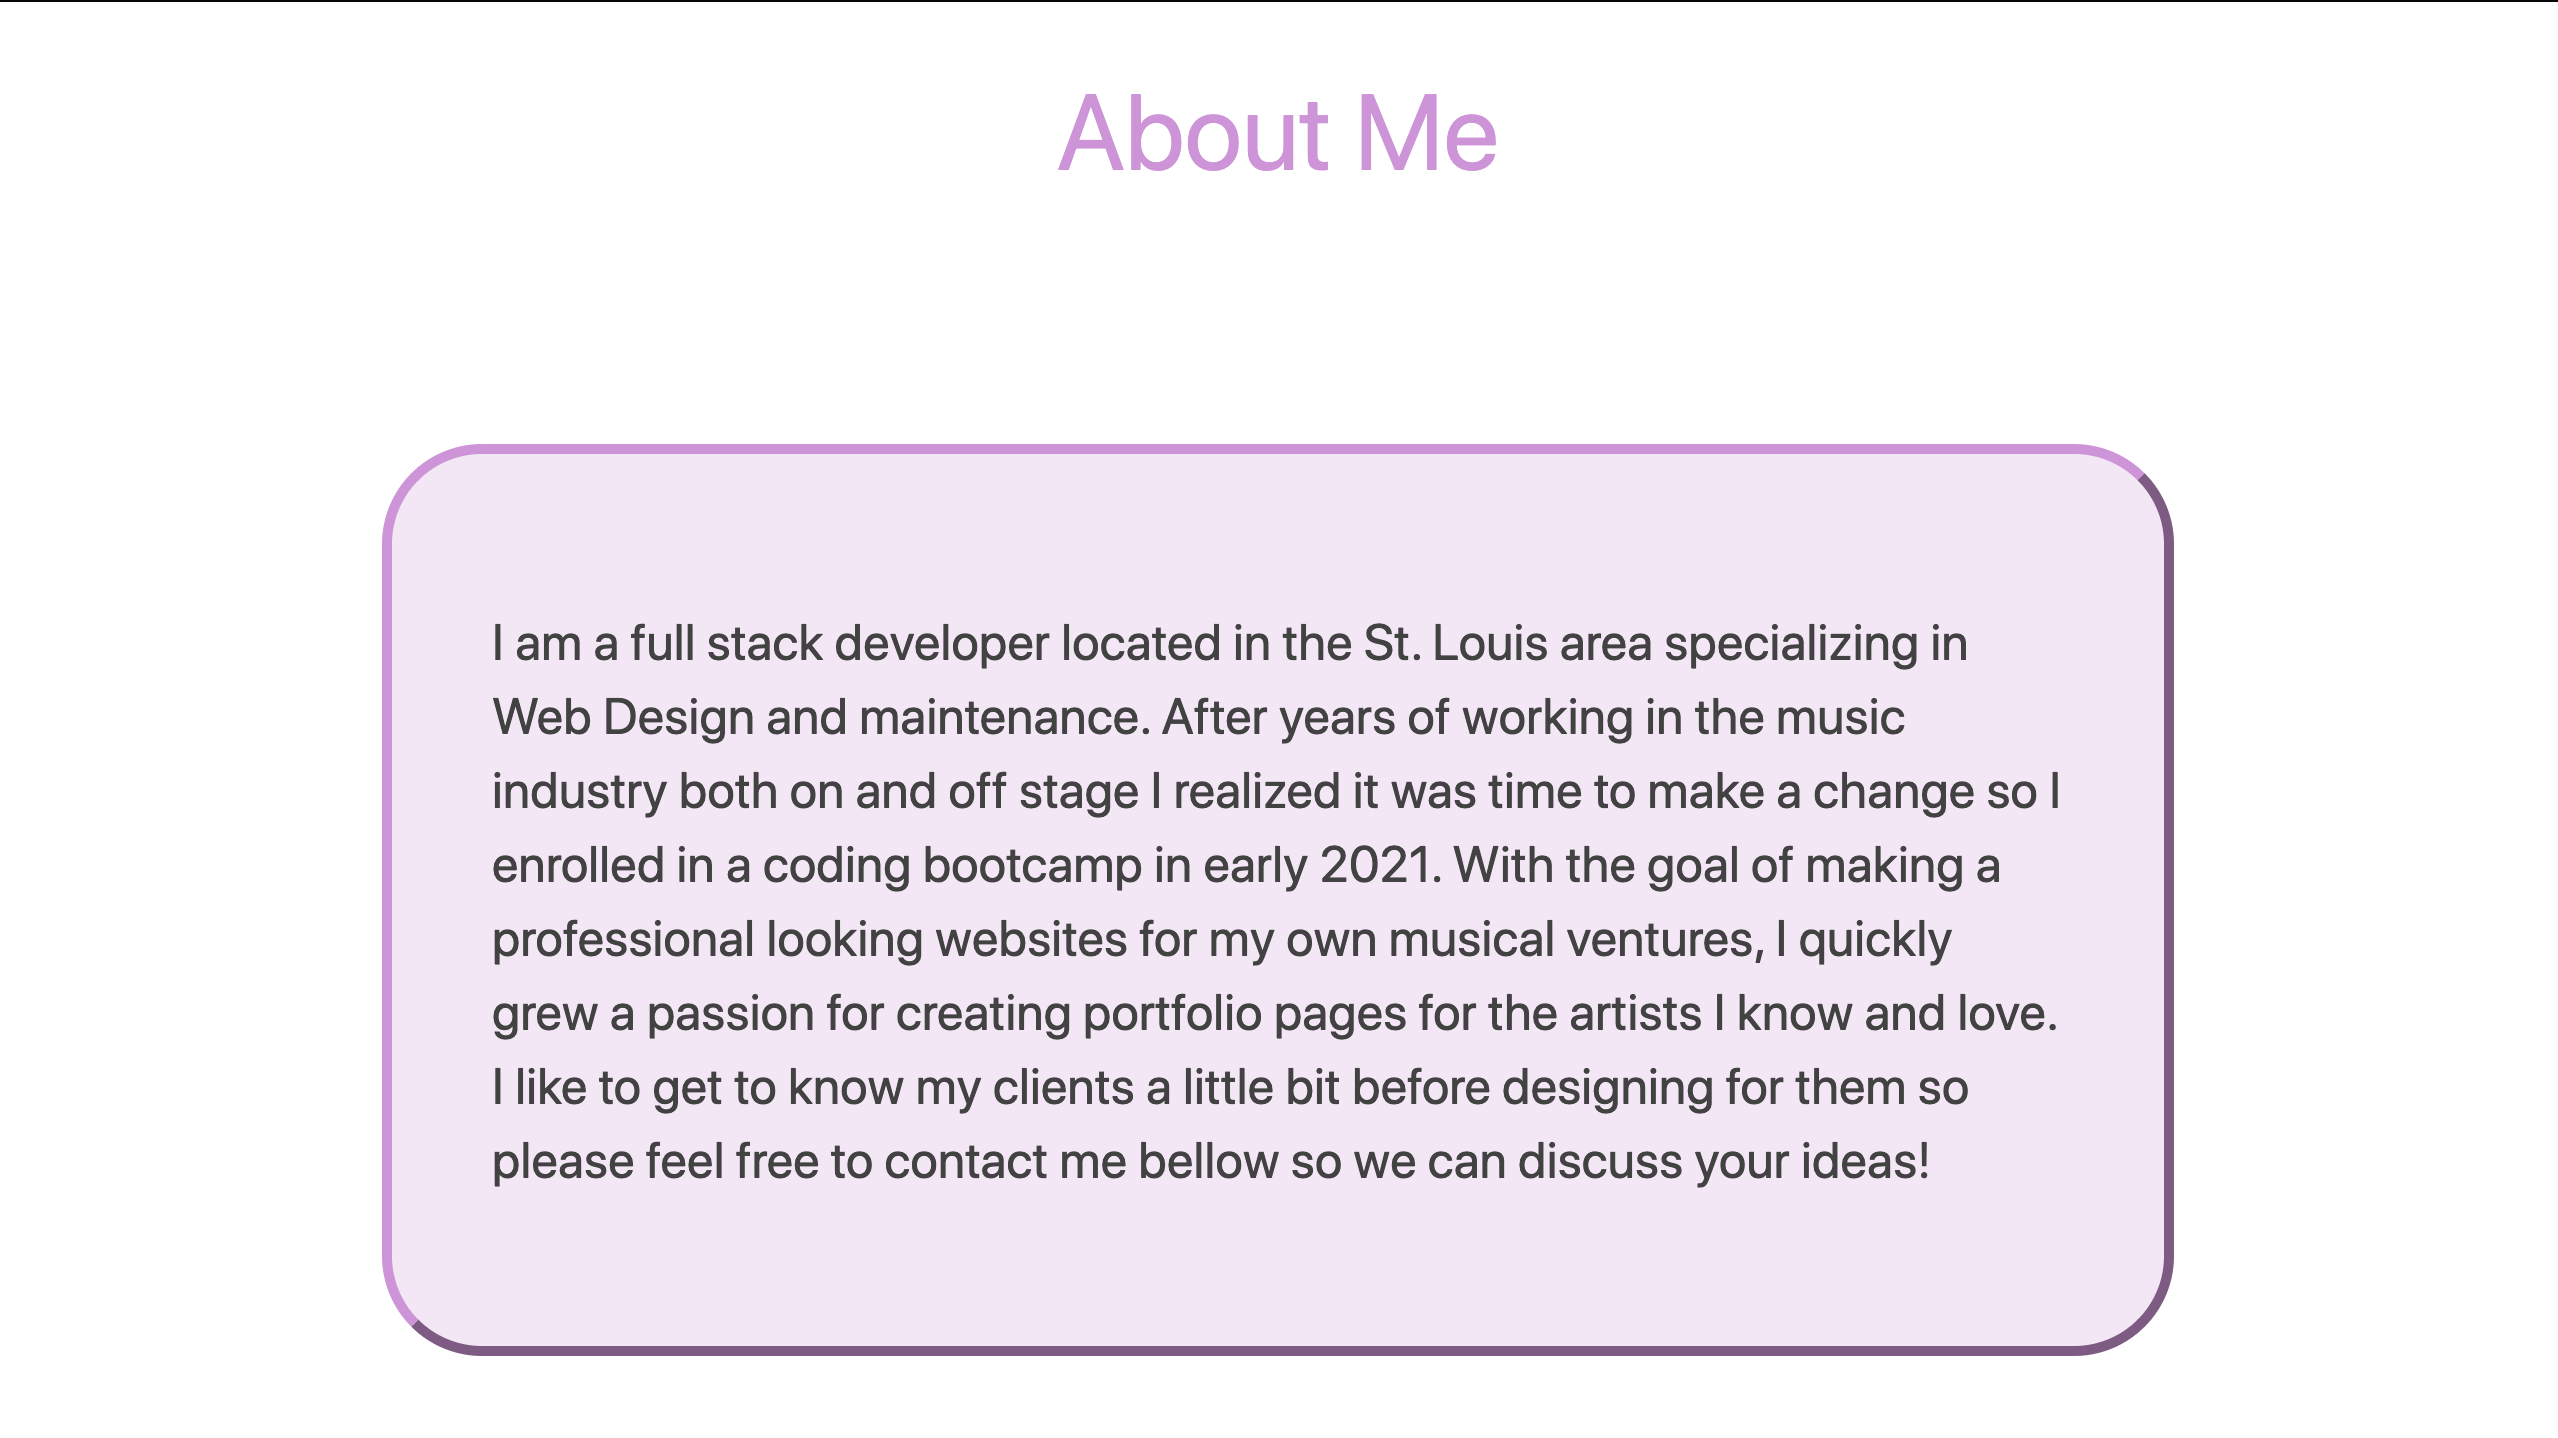 About Me
I am a full stack developer located in the St. Louis area specializing in
Web Design and maintenance. After years of working in the music
industry both on and off stage I realized it was time to make a change so I
enrolled in a coding bootcamp in early 2021. With the goal of making a
professional looking websites for my own musical ventures, I quickly
grew a passion for creating portfolio pages for the artists I know and love.
I like to get to know my clients a little bit before designing for them so
please feel free to contact me bellow so we can discuss your ideas!